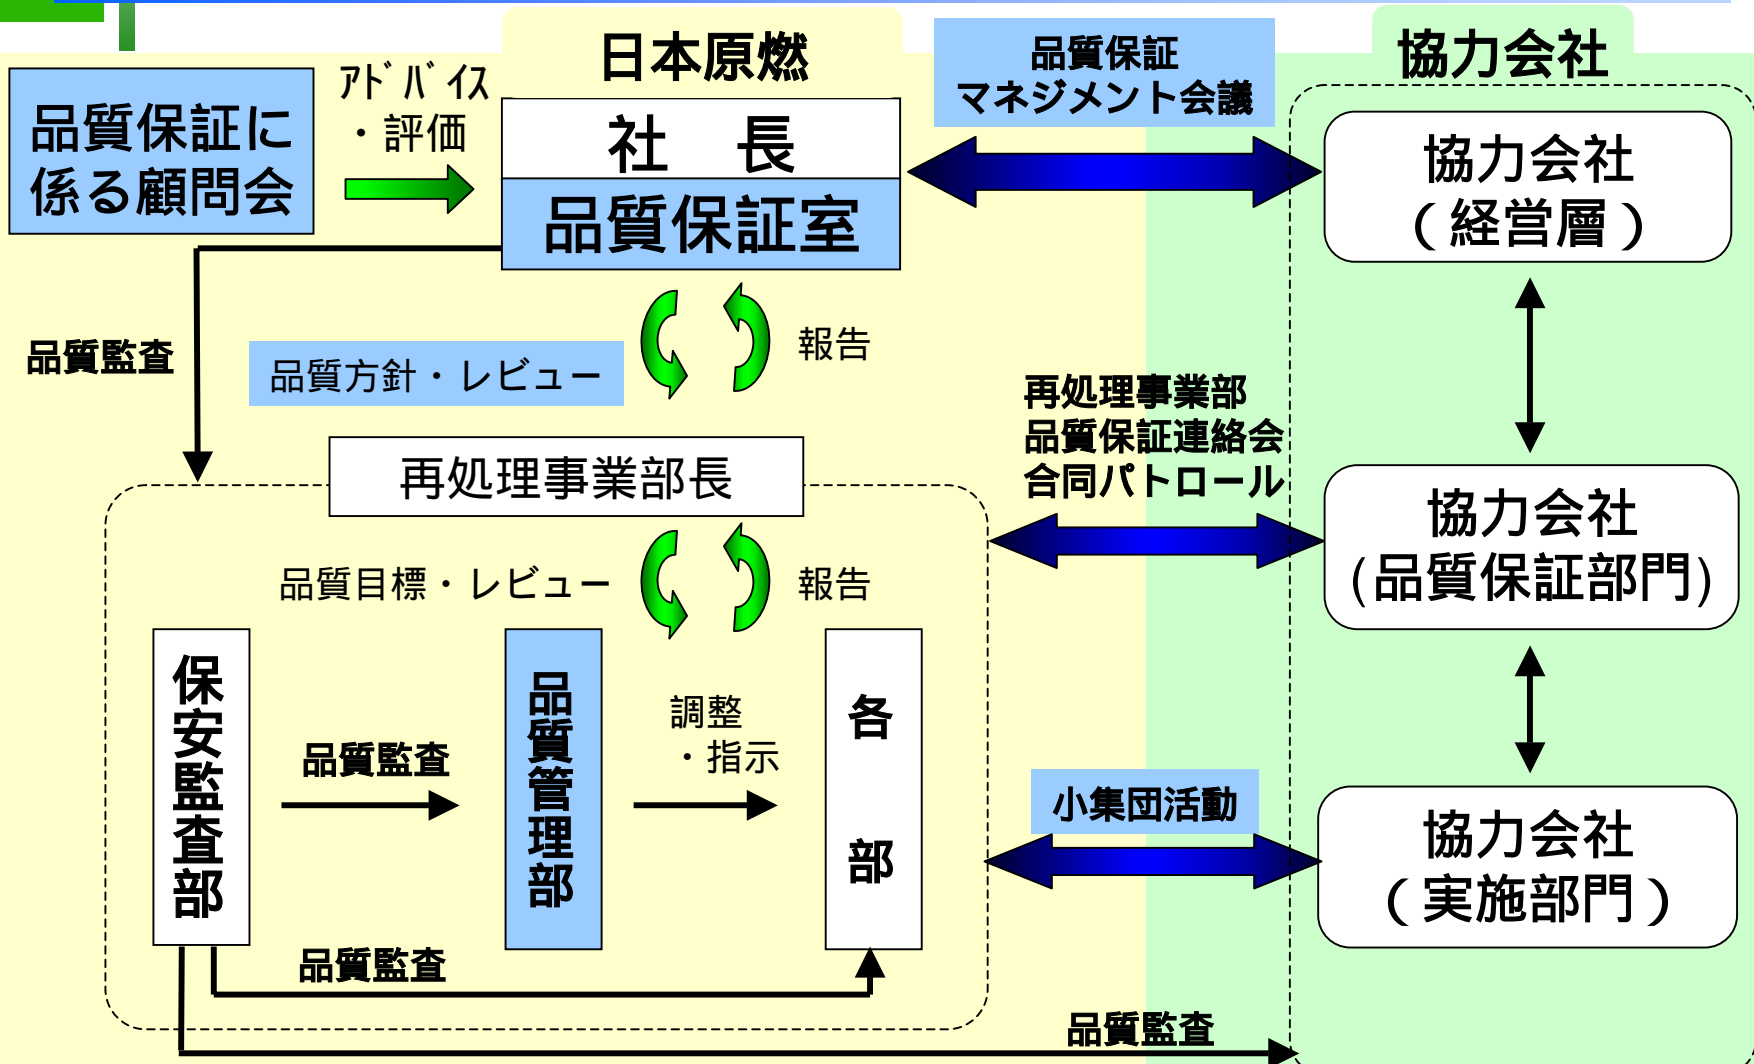 日本原燃
協力会社
品質保証に
係る顧問会
ｱﾄﾞﾊﾞｲｽ
・評価
社　長
品質保証室
品質保証
マネジメント会議
協力会社
（経営層）
品質監査
品質方針・レビュー
報告
再処理事業部
品質保証連絡会
合同パトロール
再処理事業部長
協力会社
(品質保証部門)
品質目標・レビュー
報告
保安監査部
品質監査
品質管理部
調整
・指示
各部
小集団活動
協力会社
（実施部門）
品質監査
品質監査